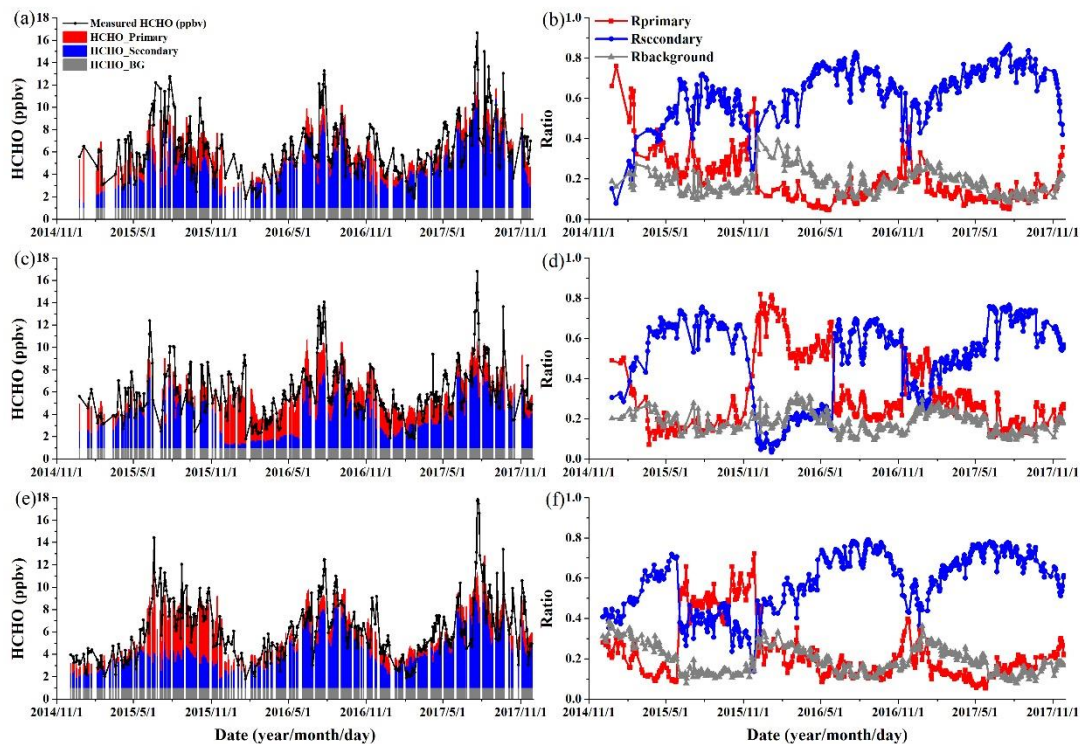 (a)
Measured HCHO (ppbv)
HCHO_Primary
HCHO_Secondary
HCHO_BG
HCHO (ppbv)
18
16
14
12
10
8
6
4
2
0
2014/11/1 2015/5/1 2015/11/1 2016/5/1 2016/11/1 2017/5/1 2017/11/1
(b)
Rprimary
Rsecondary
Rbackground
Ratio
1.0
0.8
0.6
0.4
0.2
0.0
2014/11/1 2015/5/1 2015/11/1 2016/5/1 2016/11/1 2017/5/1 2017/11/1
(c)
HCHO (ppbv)
18
16
14
12
10
8
6
4
2
0
2014/11/1 2015/5/1 2015/11/1 2016/5/1 2016/11/1 2017/5/1 2017/11/1
(d)
Ratio
1.0
0.8
0.6
0.4
0.2
0.0
2014/11/1 2015/5/1 2015/11/1 2016/5/1 2016/11/1 2017/5/1 2017/11/1
(e)
HCHO (ppbv)
18
16
14
12
10
8
6
4
2
0
2014/11/1 2015/5/1 2015/11/1 2016/5/1 2016/11/1 2017/5/1 2017/11/1
Date (year/month/day)
(f)
Ratio
1.0
0.8
0.6
0.4
0.2
0.0
2014/11/1 2015/5/1 2015/11/1 2016/5/1 2016/11/1 2017/5/1 2017/11/1
Date (year/month/day)